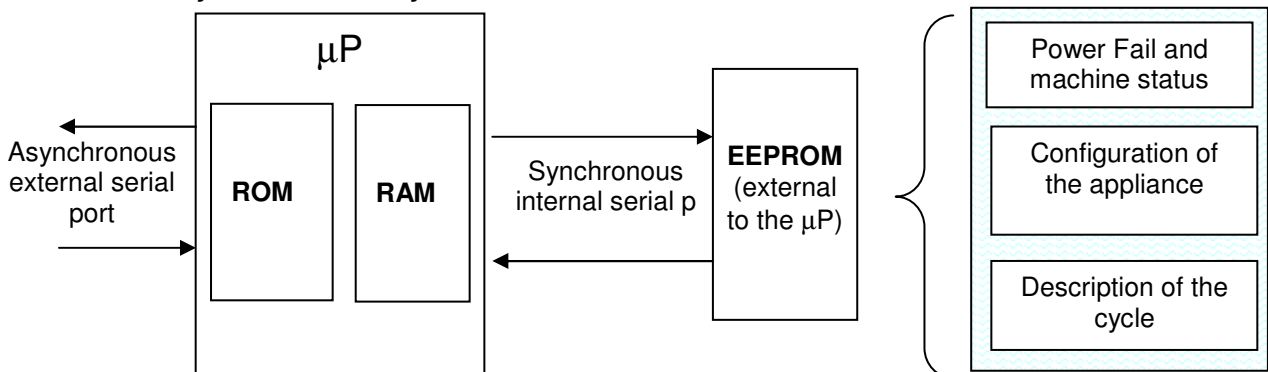 μP
Asynchronous
external serial
port
ROM
RAM
Synchronous
internal serial p
EEPROM
(external
to the μP)
Power Fail and
machine status
Configuration of
the appliance
Description of the
cycle